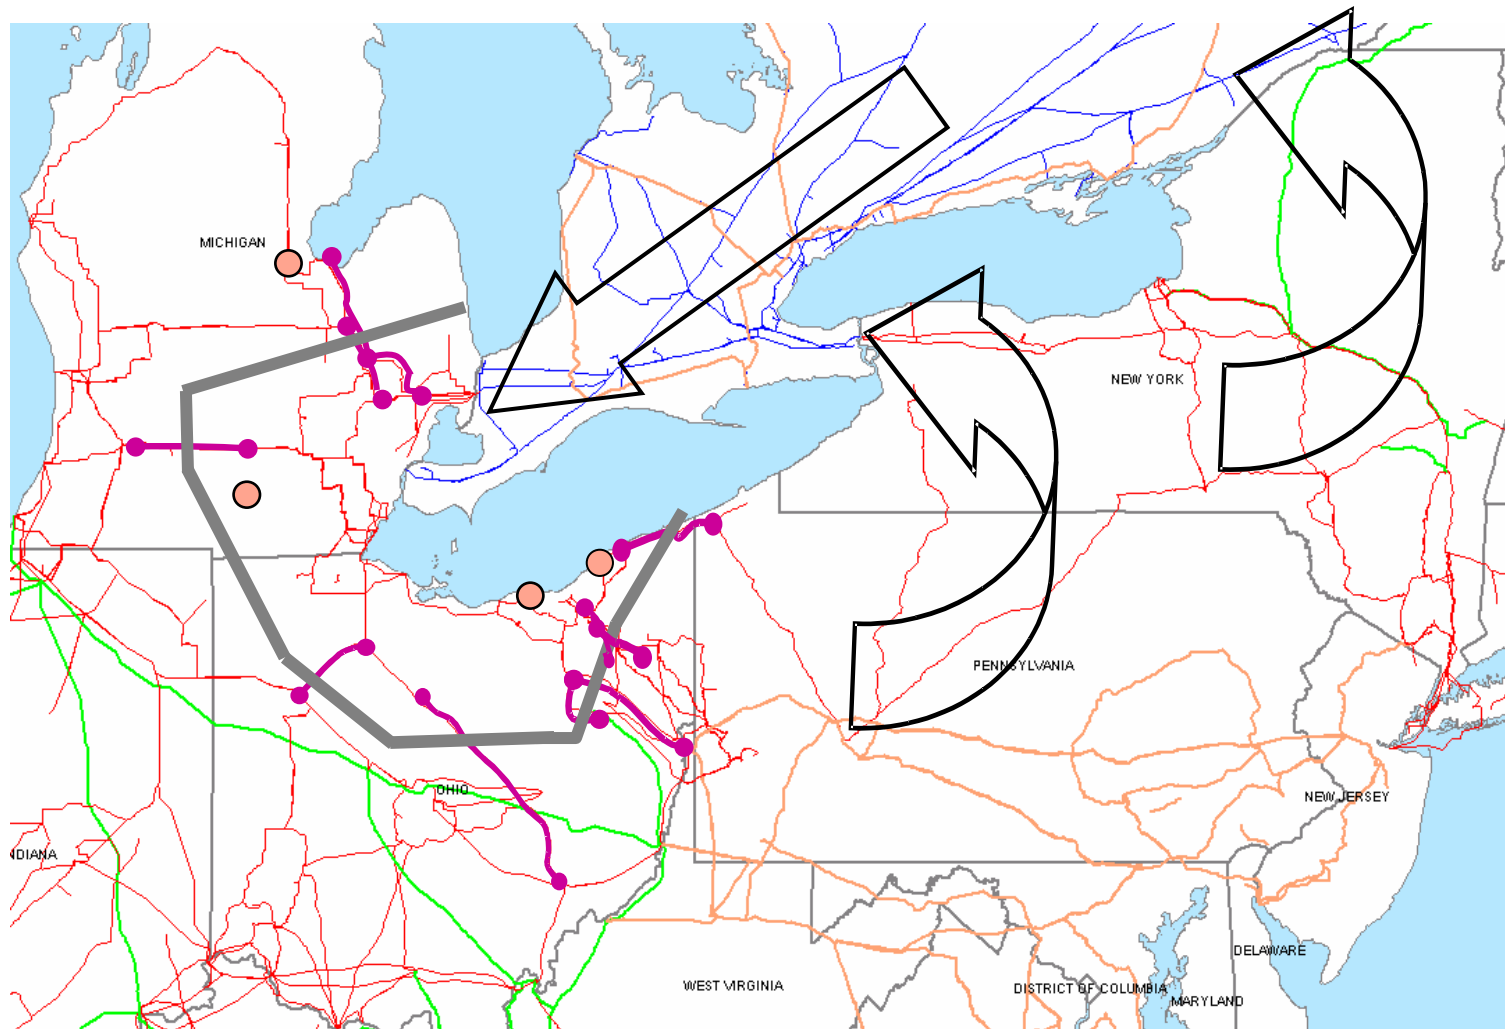 MICHIGAN
NEW YORK
PENNSYLVANIA
OHIO
NEW JERSEY
NDIANA
DELAWARE
WEST VIRGINIA
DISTRICT OF COLUMBIA
MARYLAND